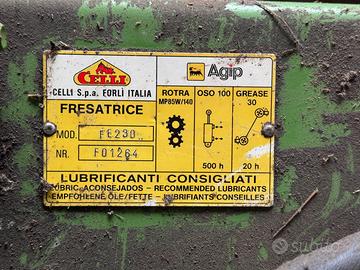 CELLI
CELLI S.p.a. FORLÌ ITALIA
FRESATRICE
MOD. FE230
NR. F01264
Agip
ROTRA MP85W/140
OSO 100
GREASE 30
500 h
20 h
LUBRIFICANTI CONSIGLIATI
LUBRIC. ACONSEJADOS - RECOMMENDED LUBRICANTS
EMPFOHLENE ÖLE/FETTE - LUBRIFIANTS CONSEILLES
subito